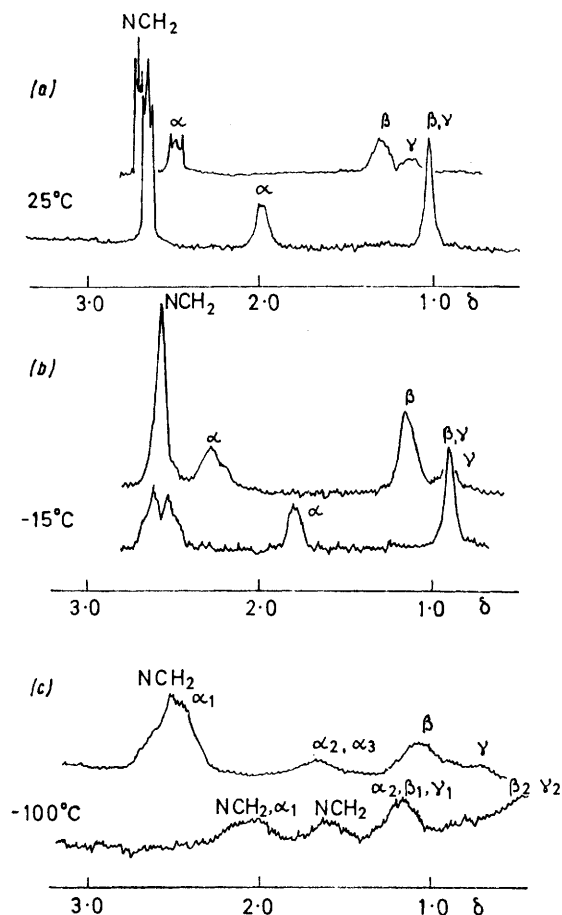 NCH₂
(a)
α
β
γ
β,γ
α
25°C
3·0
2·0
1·0
δ
NCH₂
(b)
α
β
β,γ
γ
α
-15°C
3·0
2·0
1·0
δ
(c)
NCH₂
α₁
α₂, α₃
β
γ
-100°C
NCH₂,α₁
NCH₂
α₂,β₁,γ₁
β₂ γ₂
3·0
2·0
1·0
δ